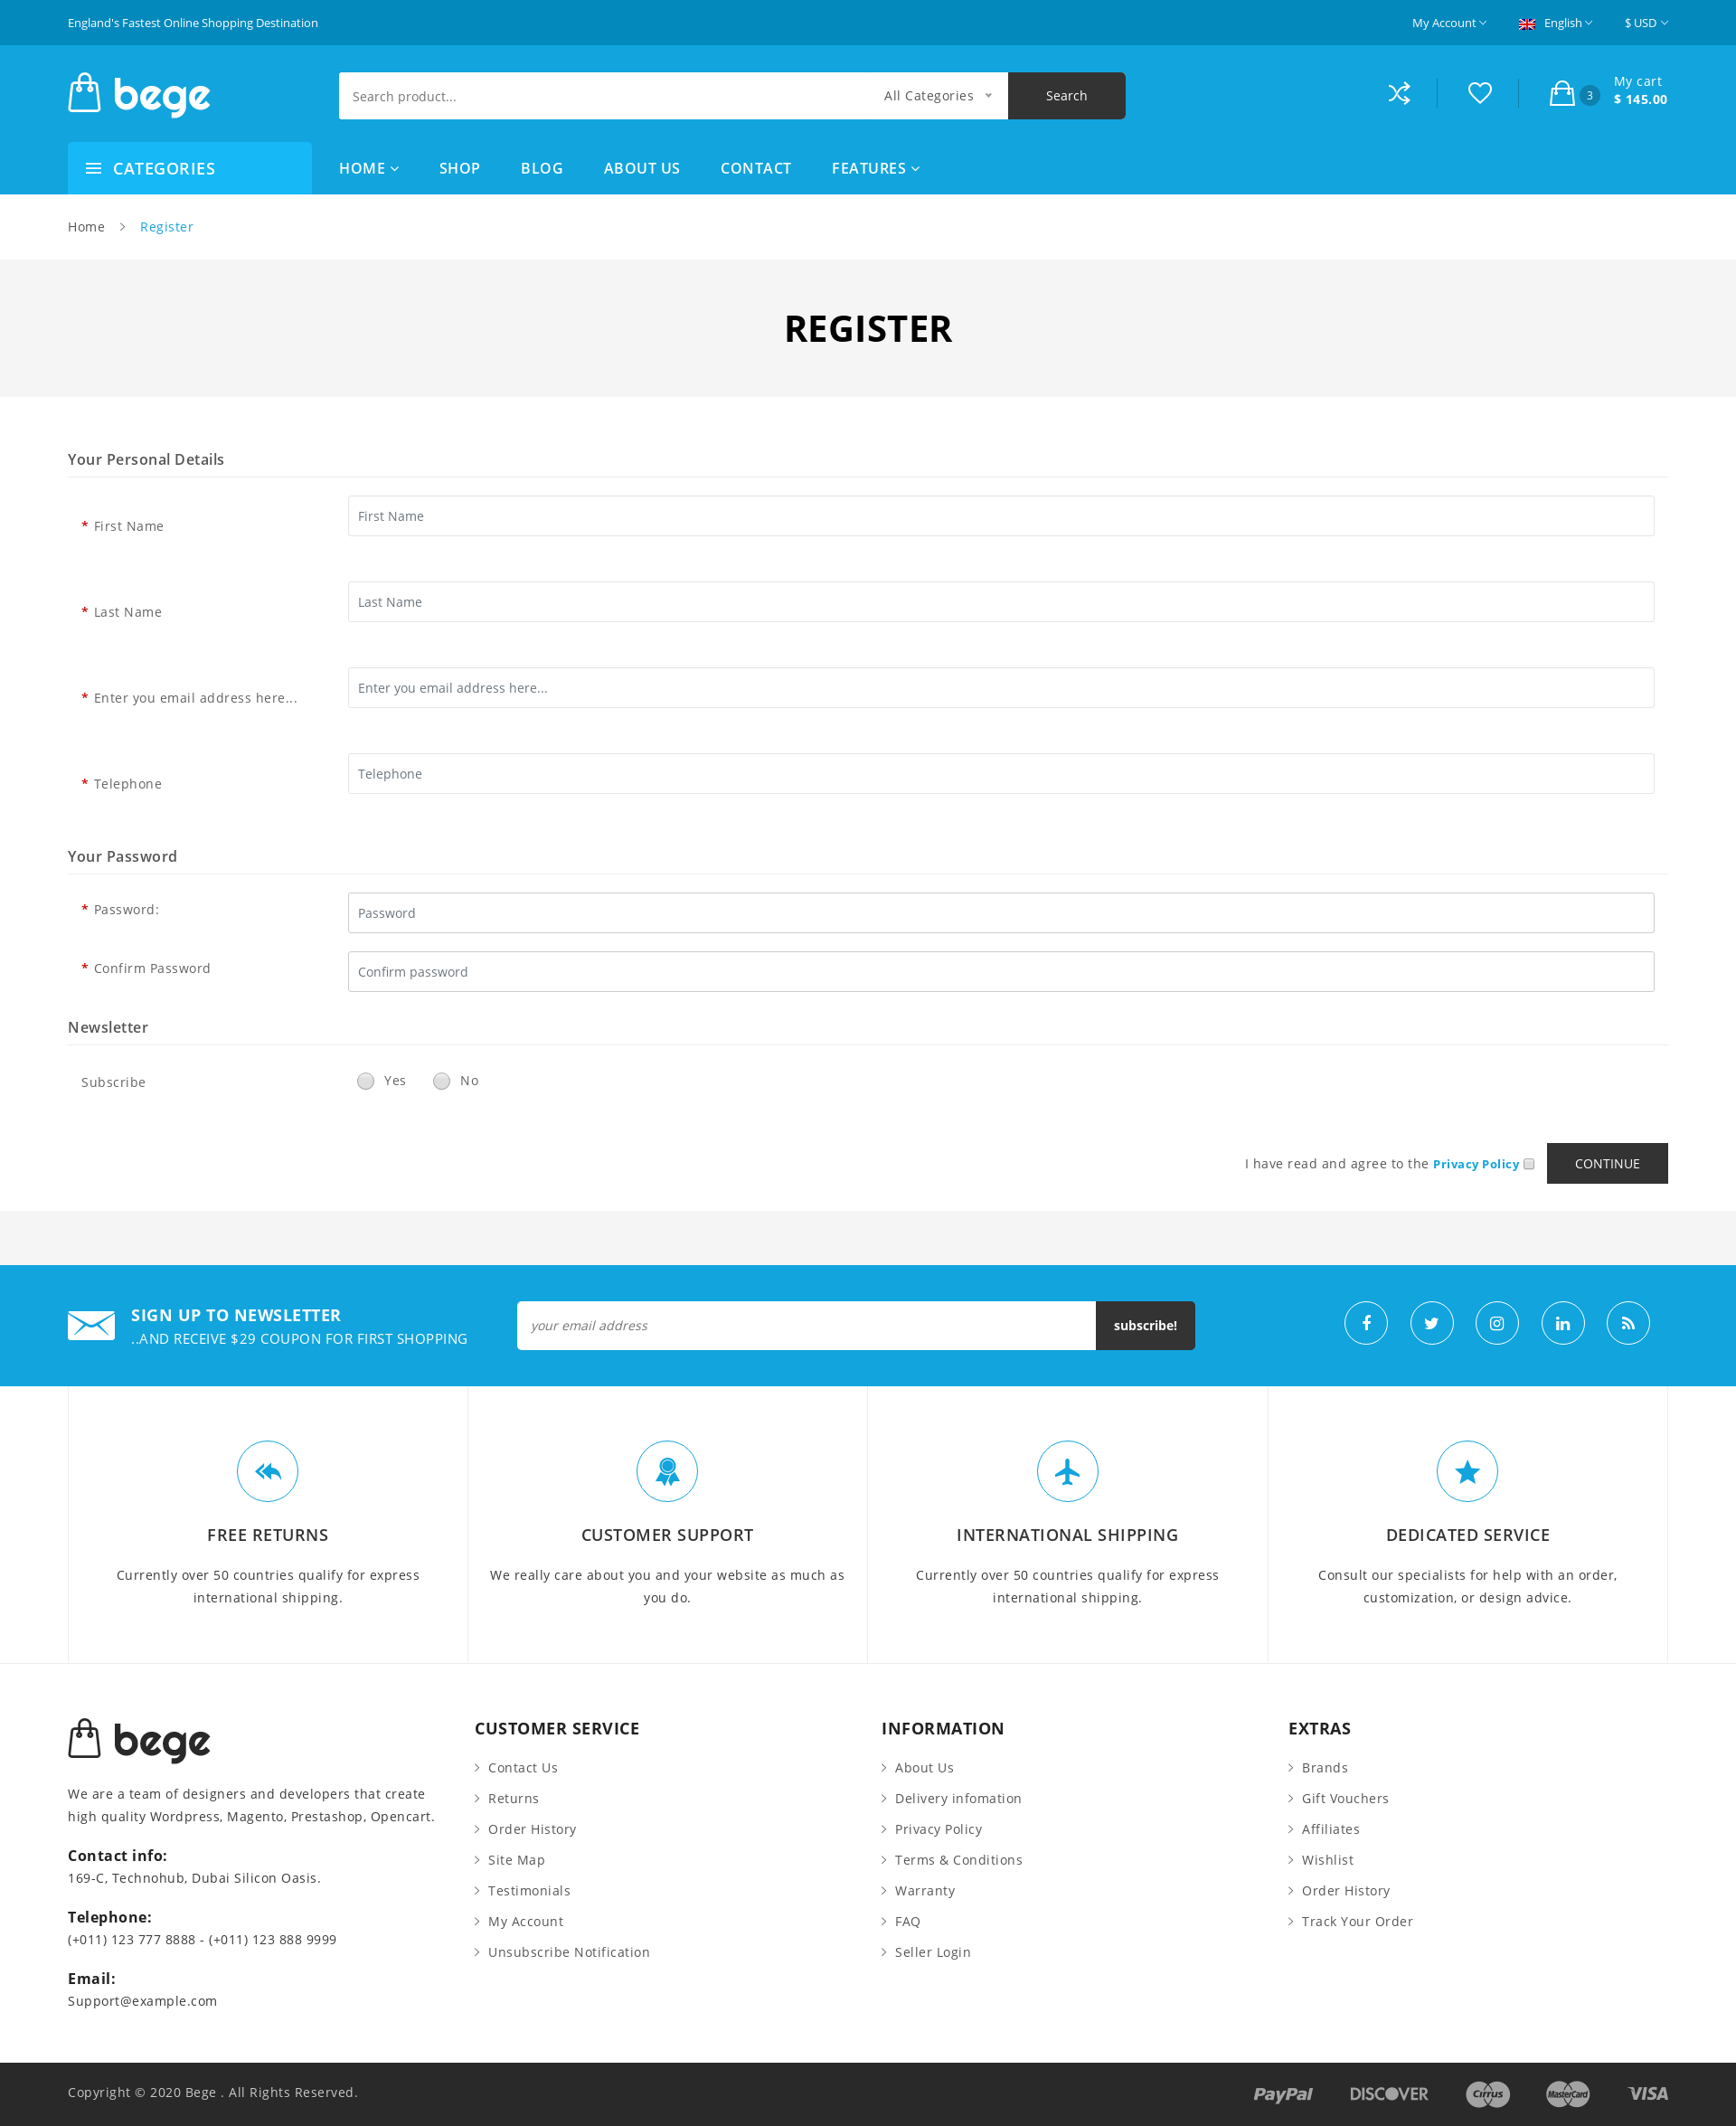 England's Fastest Online Shopping Destination
My Account
English
$ USD
bege
Search product...
All Categories
Search
3
My cart
$ 145.00
CATEGORIES
HOME
SHOP
BLOG
ABOUT US
CONTACT
FEATURES
Home
Register
REGISTER
Your Personal Details
* First Name
First Name
* Last Name
Last Name
* Enter you email address here...
Enter you email address here...
* Telephone
Telephone
Your Password
* Password:
Password
* Confirm Password
Confirm password
Newsletter
Subscribe
Yes
No
I have read and agree to the Privacy Policy
CONTINUE
SIGN UP TO NEWSLETTER
..AND RECEIVE $29 COUPON FOR FIRST SHOPPING
your email address
subscribe!
FREE RETURNS
Currently over 50 countries qualify for express
international shipping.
CUSTOMER SUPPORT
We really care about you and your website as much as
you do.
INTERNATIONAL SHIPPING
Currently over 50 countries qualify for express
international shipping.
DEDICATED SERVICE
Consult our specialists for help with an order,
customization, or design advice.
bege
We are a team of designers and developers that create
high quality Wordpress, Magento, Prestashop, Opencart.
Contact info:
169-C, Technohub, Dubai Silicon Oasis.
Telephone:
(+011) 123 777 8888 - (+011) 123 888 9999
Email:
Support@example.com
CUSTOMER SERVICE
Contact Us
Returns
Order History
Site Map
Testimonials
My Account
Unsubscribe Notification
INFORMATION
About Us
Delivery infomation
Privacy Policy
Terms & Conditions
Warranty
FAQ
Seller Login
EXTRAS
Brands
Gift Vouchers
Affiliates
Wishlist
Order History
Track Your Order
Copyright © 2020 Bege . All Rights Reserved.
PayPal
DISCOVER
Cirrus
MasterCard
VISA